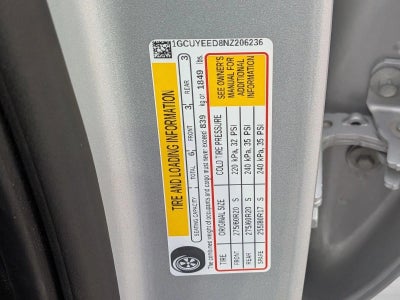 1GCUYEED8NZ206236
TIRE AND LOADING INFORMATION
SEATING CAPACITY TOTAL 6 FRONT 3 REAR 3
The combined weight of occupants and cargo must never exceed 839 kg or 1849 lbs.
TIRE ORIGINAL SIZE COLD TIRE PRESSURE
FRONT 275/60R20 S 220 kPa, 32 PSI
REAR 275/60R20 S 240 kPa, 35 PSI
SPARE 255/80R17 S 240 kPa, 35 PSI
SEE OWNER'S
MANUAL FOR
ADDITIONAL
INFORMATION